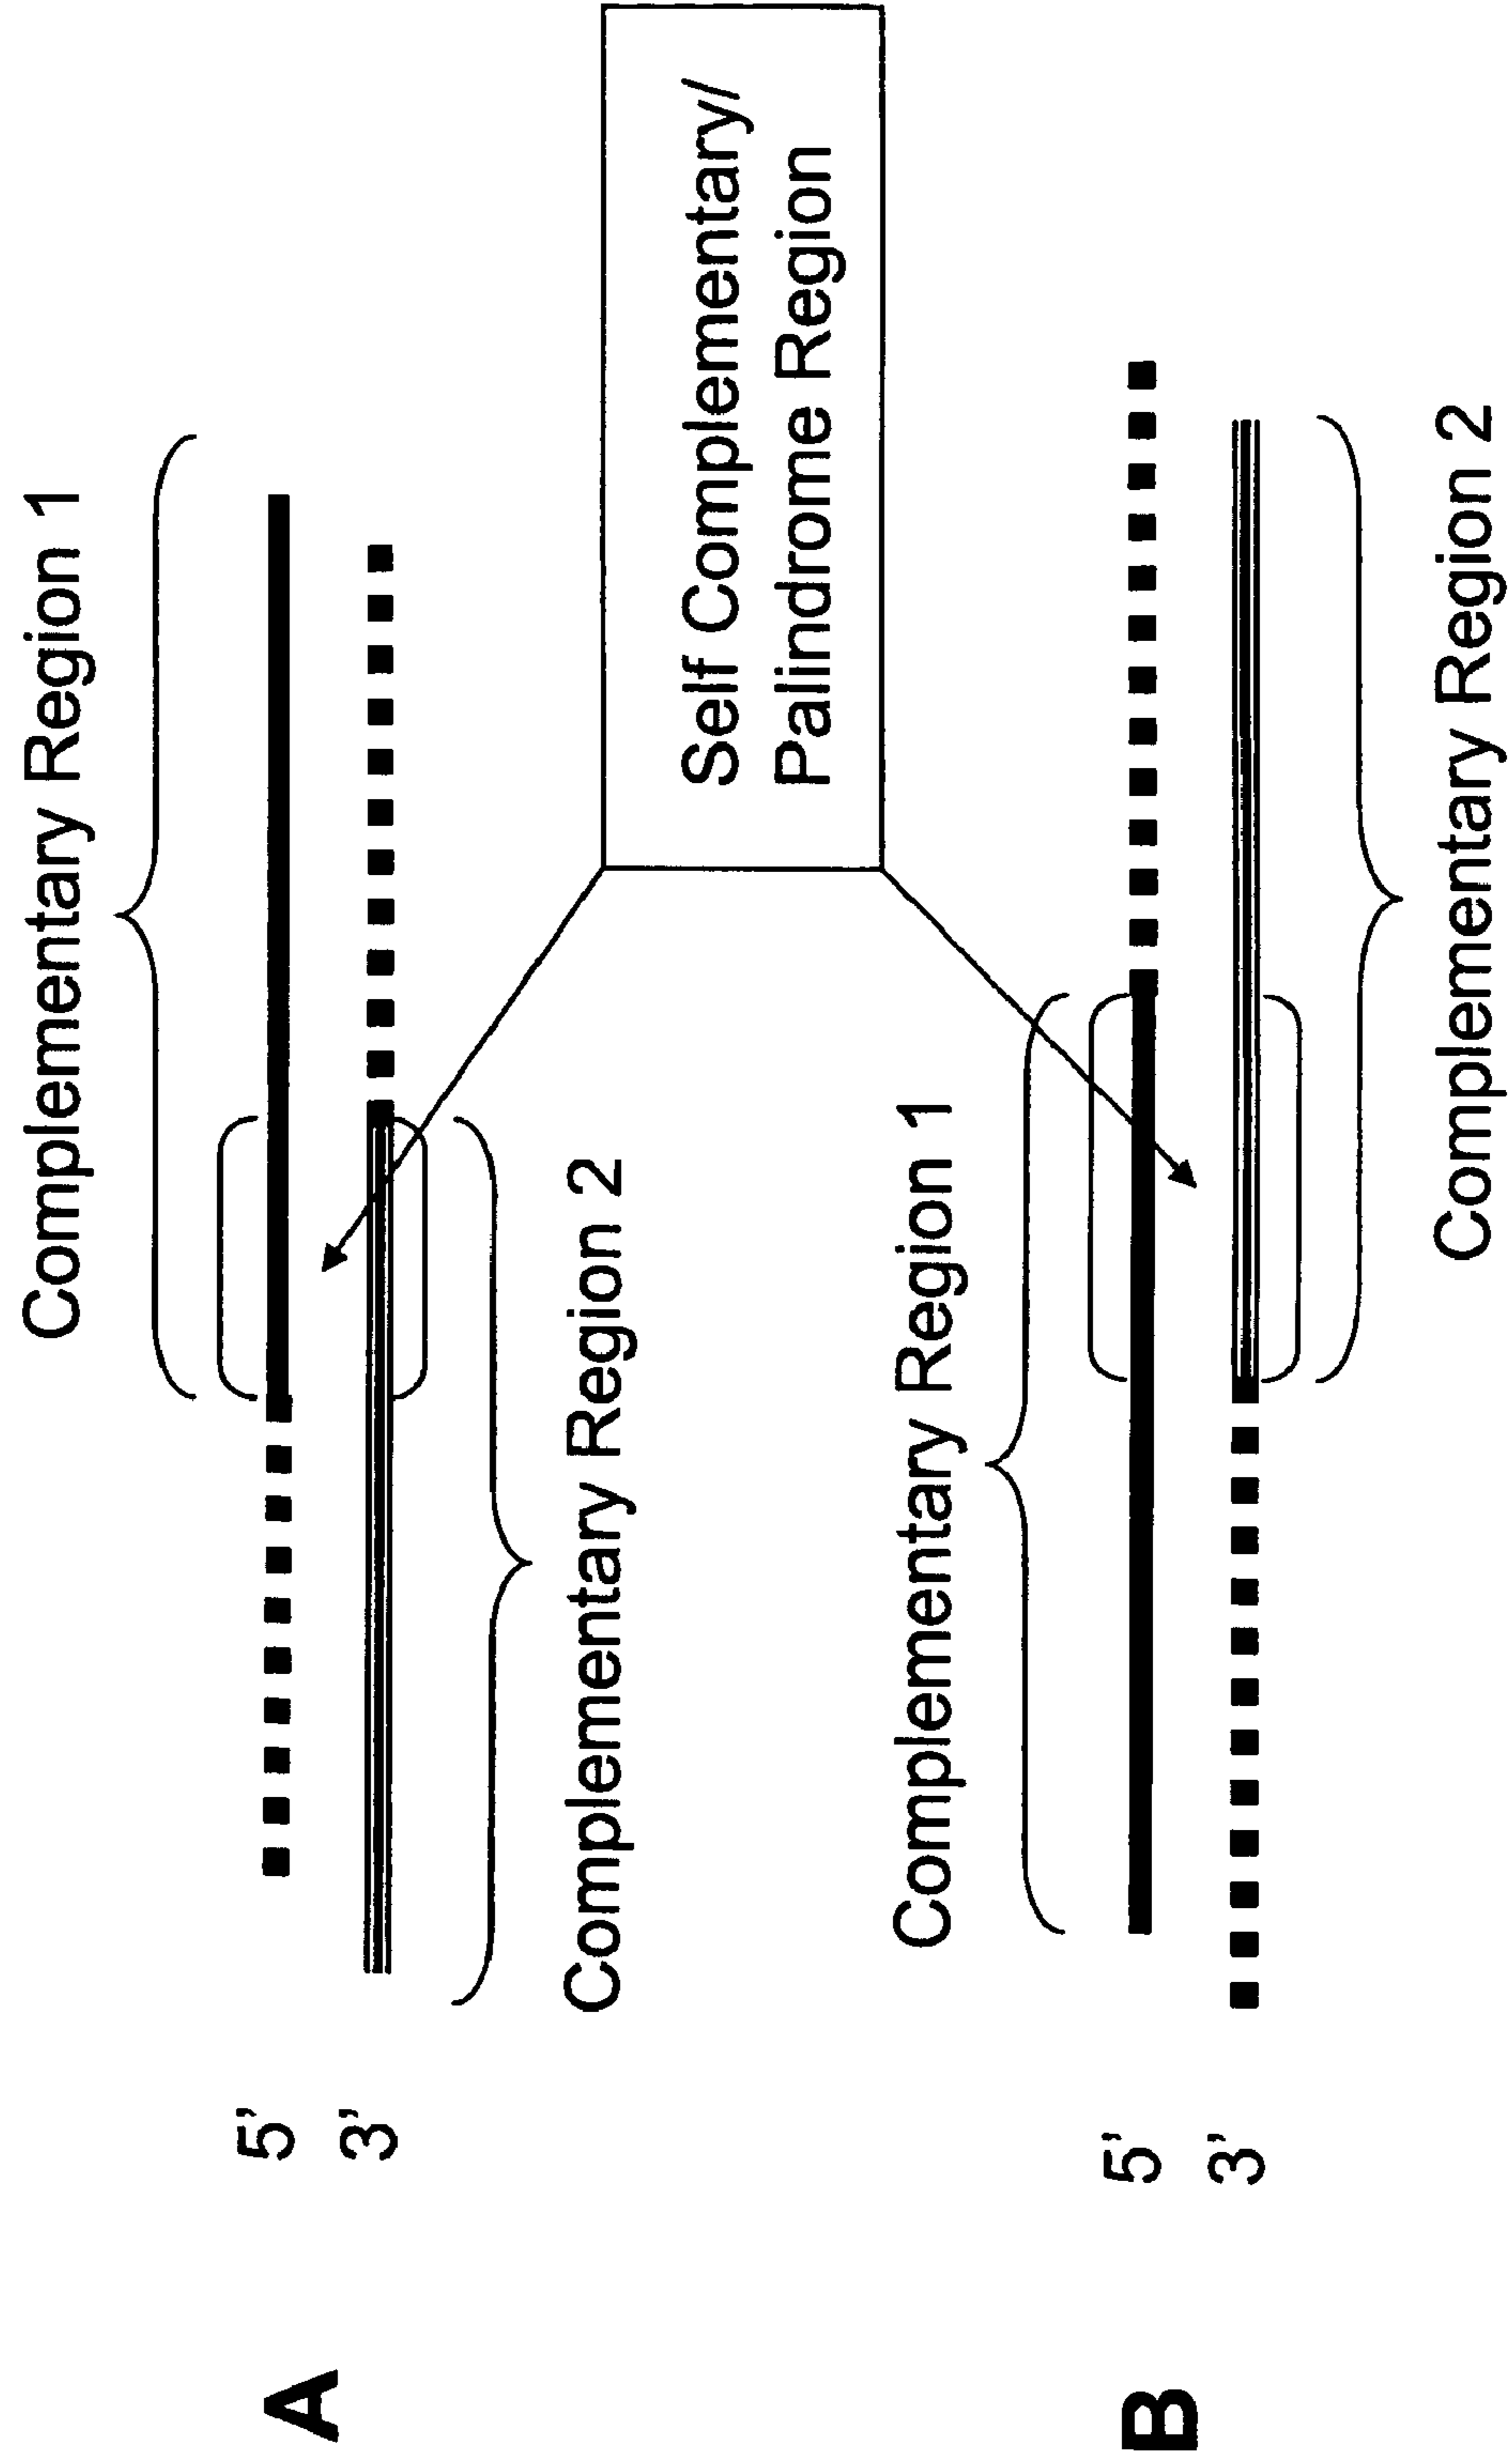 Complementary Region 1
A
5'
3'
Complementary Region 2
Self Complementary/
Palindrome Region
Complementary Region 1
B
5'
3'
Complementary Region 2